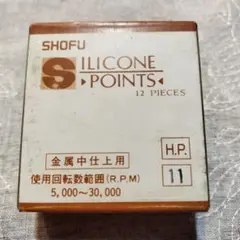 SHOFU
SILICONE
▶POINTS◀
12 PIECES
金属中仕上用
使用回転数範囲(R.P.M)
5,000〜30,000
H.P.
11